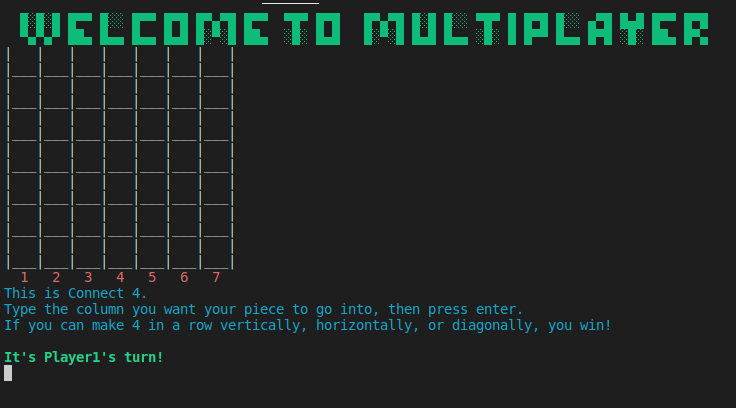 WELCOME TO MULTIPLAYER
1 2 3 4 5 6 7
This is Connect 4.
Type the column you want your piece to go into, then press enter.
If you can make 4 in a row vertically, horizontally, or diagonally, you win!
It's Player1's turn!